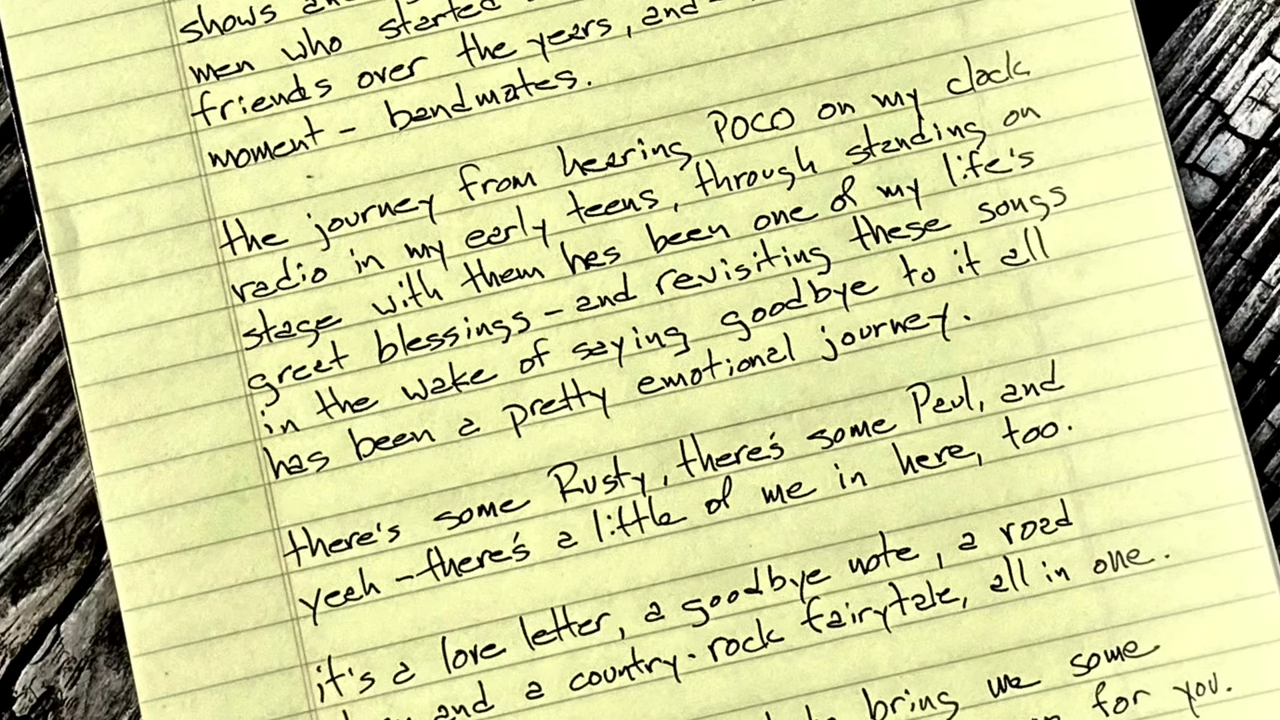 shows
men who started
friends over the years, and
moment - bandmates.
the journey from hearing POCO on my clock
radio in my early teens, through standing on
stage with them has been one of my life's
great blessings - and revisiting these songs
in the wake of saying goodbye to it all
has been a pretty emotional journey.
there's some Rusty, there's some Paul, and
yeah - there's a little of me in here, too.
it's a love letter, a goodbye note, a road
and a country-rock fairytale, all in one.
bring me some
for you.